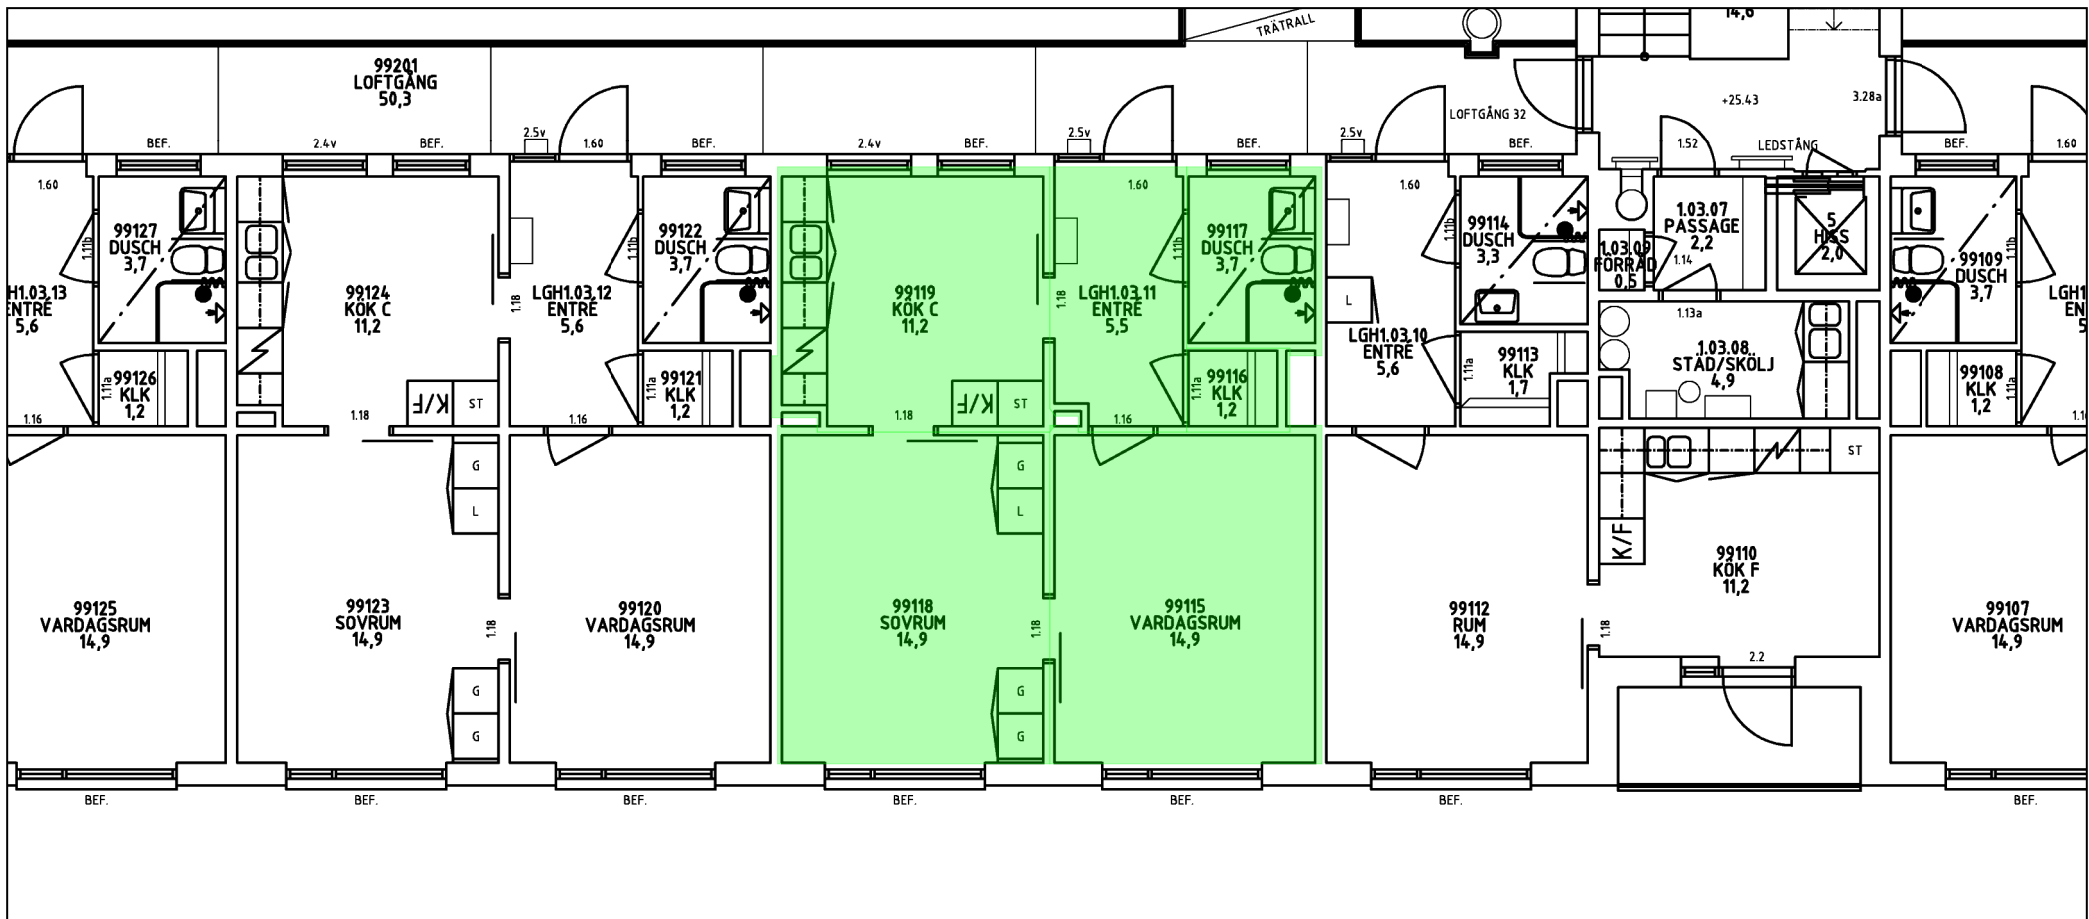 14,6
TRÄTRALL
99201
LOFTGÅNG
50,3
+25.43
3.28a
LOFTGÅNG 32
BEF.
2.4v
BEF.
2.5v
1.60
BEF.
2.4v
BEF.
2.5v
BEF.
2.5v
BEF.
1.52
LEDSTÅNG
BEF.
1.60
1.60
99127
DUSCH
3,7
1.11b
99122
DUSCH
3,7
1.11b
1.60
99117
DUSCH
3,7
1.11b
1.60
99114
DUSCH
3,3
1.11b
1.03.07
PASSAGE
2,2
1.14
5
HISS
2,0
1.03.09
FÖRRÅD
0,5
99109
DUSCH
3,7
1.11b
H1.03.13
ENTRÉ
5,6
99124
KÖK C
11,2
1.18
LGH1.03.12
ENTRÉ
5,6
99119
KÖK C
11,2
1.18
LGH1.03.11
ENTRÉ
5,5
L
LGH1.03.10
ENTRÉ
5,6
1.13a
1.03.08
STÄD/SKÖLJ
4,9
LGH1
EN
5
99126
KLK
1,2
1.11a
99121
KLK
1,2
1.11a
99116
KLK
1,2
1.11a
99113
KLK
1,7
1.11a
99108
KLK
1,2
1.11a
1.16
1.18
K/F
ST
1.16
1.18
K/F
ST
1.16
1.1
G
L
G
L
ST
K/F
99110
KÖK F
11,2
99125
VARDAGSRUM
14,9
99123
SOVRUM
14,9
1.18
99120
VARDAGSRUM
14,9
99118
SOVRUM
14,9
1.18
99115
VARDAGSRUM
14,9
99112
RUM
14,9
1.18
99107
VARDAGSRUM
14,9
2.2
G
G
G
G
BEF.
BEF.
BEF.
BEF.
BEF.
BEF.
BEF.